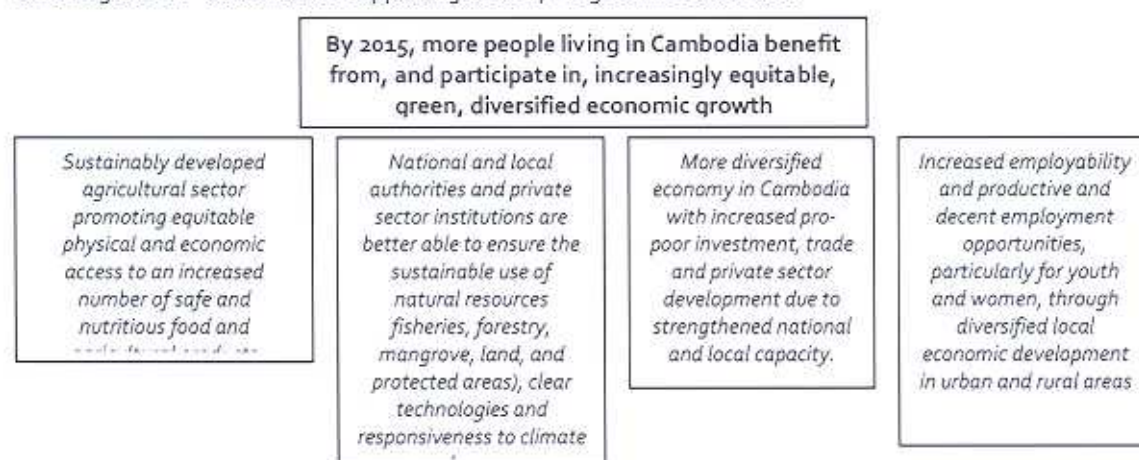 By 2015, more people living in Cambodia benefit
from, and participate in, increasingly equitable,
green, diversified economic growth
Sustainably developed
agricultural sector
promoting equitable
physical and economic
access to an increased
number of safe and
nutritious food and
National and local
authorities and private
sector institutions are
better able to ensure the
sustainable use of
natural resources
fisheries, forestry,
mangrove, land, and
protected areas), clear
technologies and
responsiveness to climate
More diversified
economy in Cambodia
with increased pro-
poor investment, trade
and private sector
development due to
strengthened national
and local capacity.
Increased employability
and productive and
decent employment
opportunities,
particularly for youth
and women, through
diversified local
economic development
in urban and rural areas